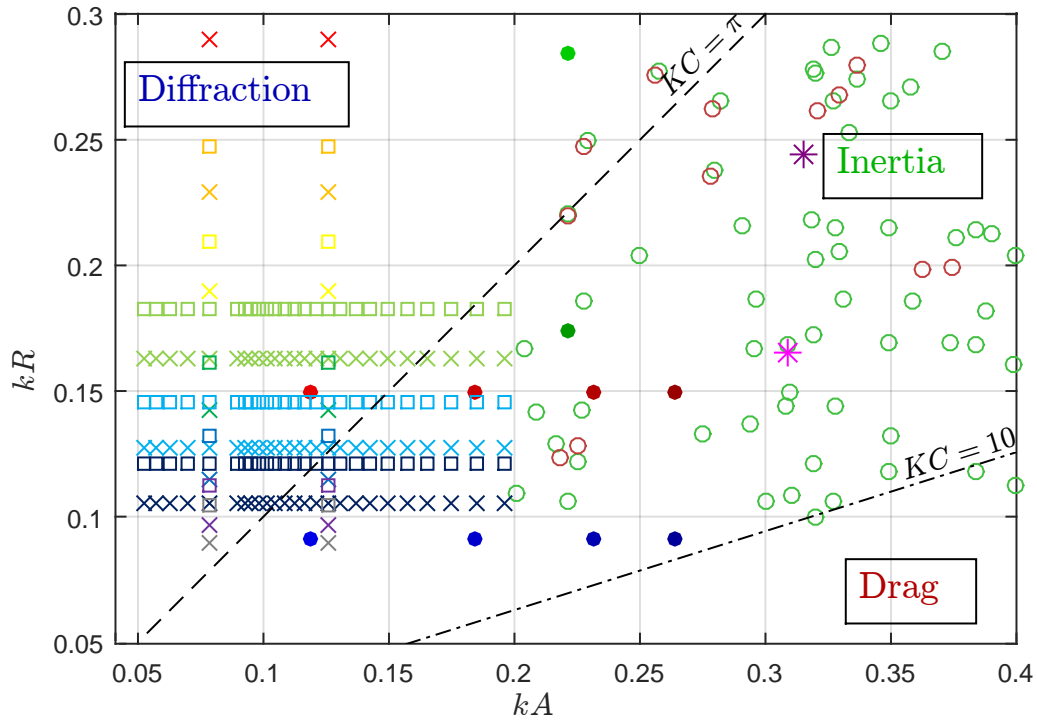 0.3
KC = π
Diffraction
0.25
Inertia
0.2
kR
0.15
KC = 10
0.1
Drag
0.05
0.05 0.1 0.15 0.2 0.25 0.3 0.35 0.4
kA